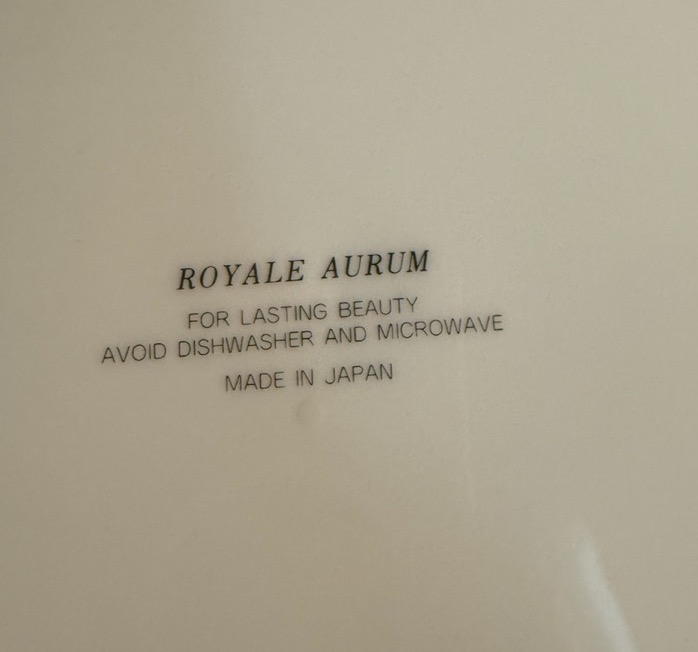 ROYALE AURUM
FOR LASTING BEAUTY
AVOID DISHWASHER AND MICROWAVE
MADE IN JAPAN